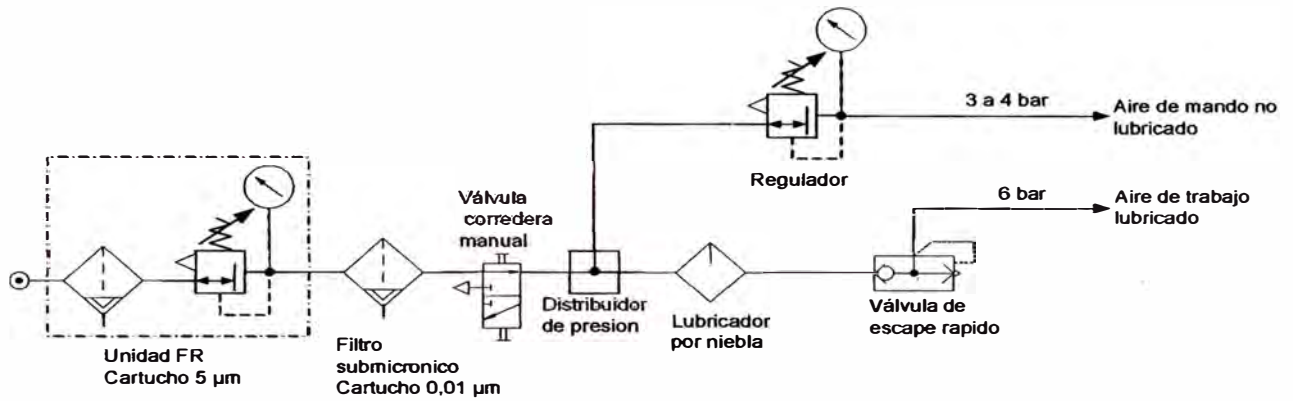 3 a 4 bar
Aire de mando no
lubricado
Regulador
6 bar
Aire de trabajo
lubricado
Válvula
corredera
manual
Distribuidor
de presion
Lubricador
por niebla
Válvula de
escape rapido
Unidad FR
Cartucho 5 µm
Filtro
submicronico
Cartucho 0,01 µm